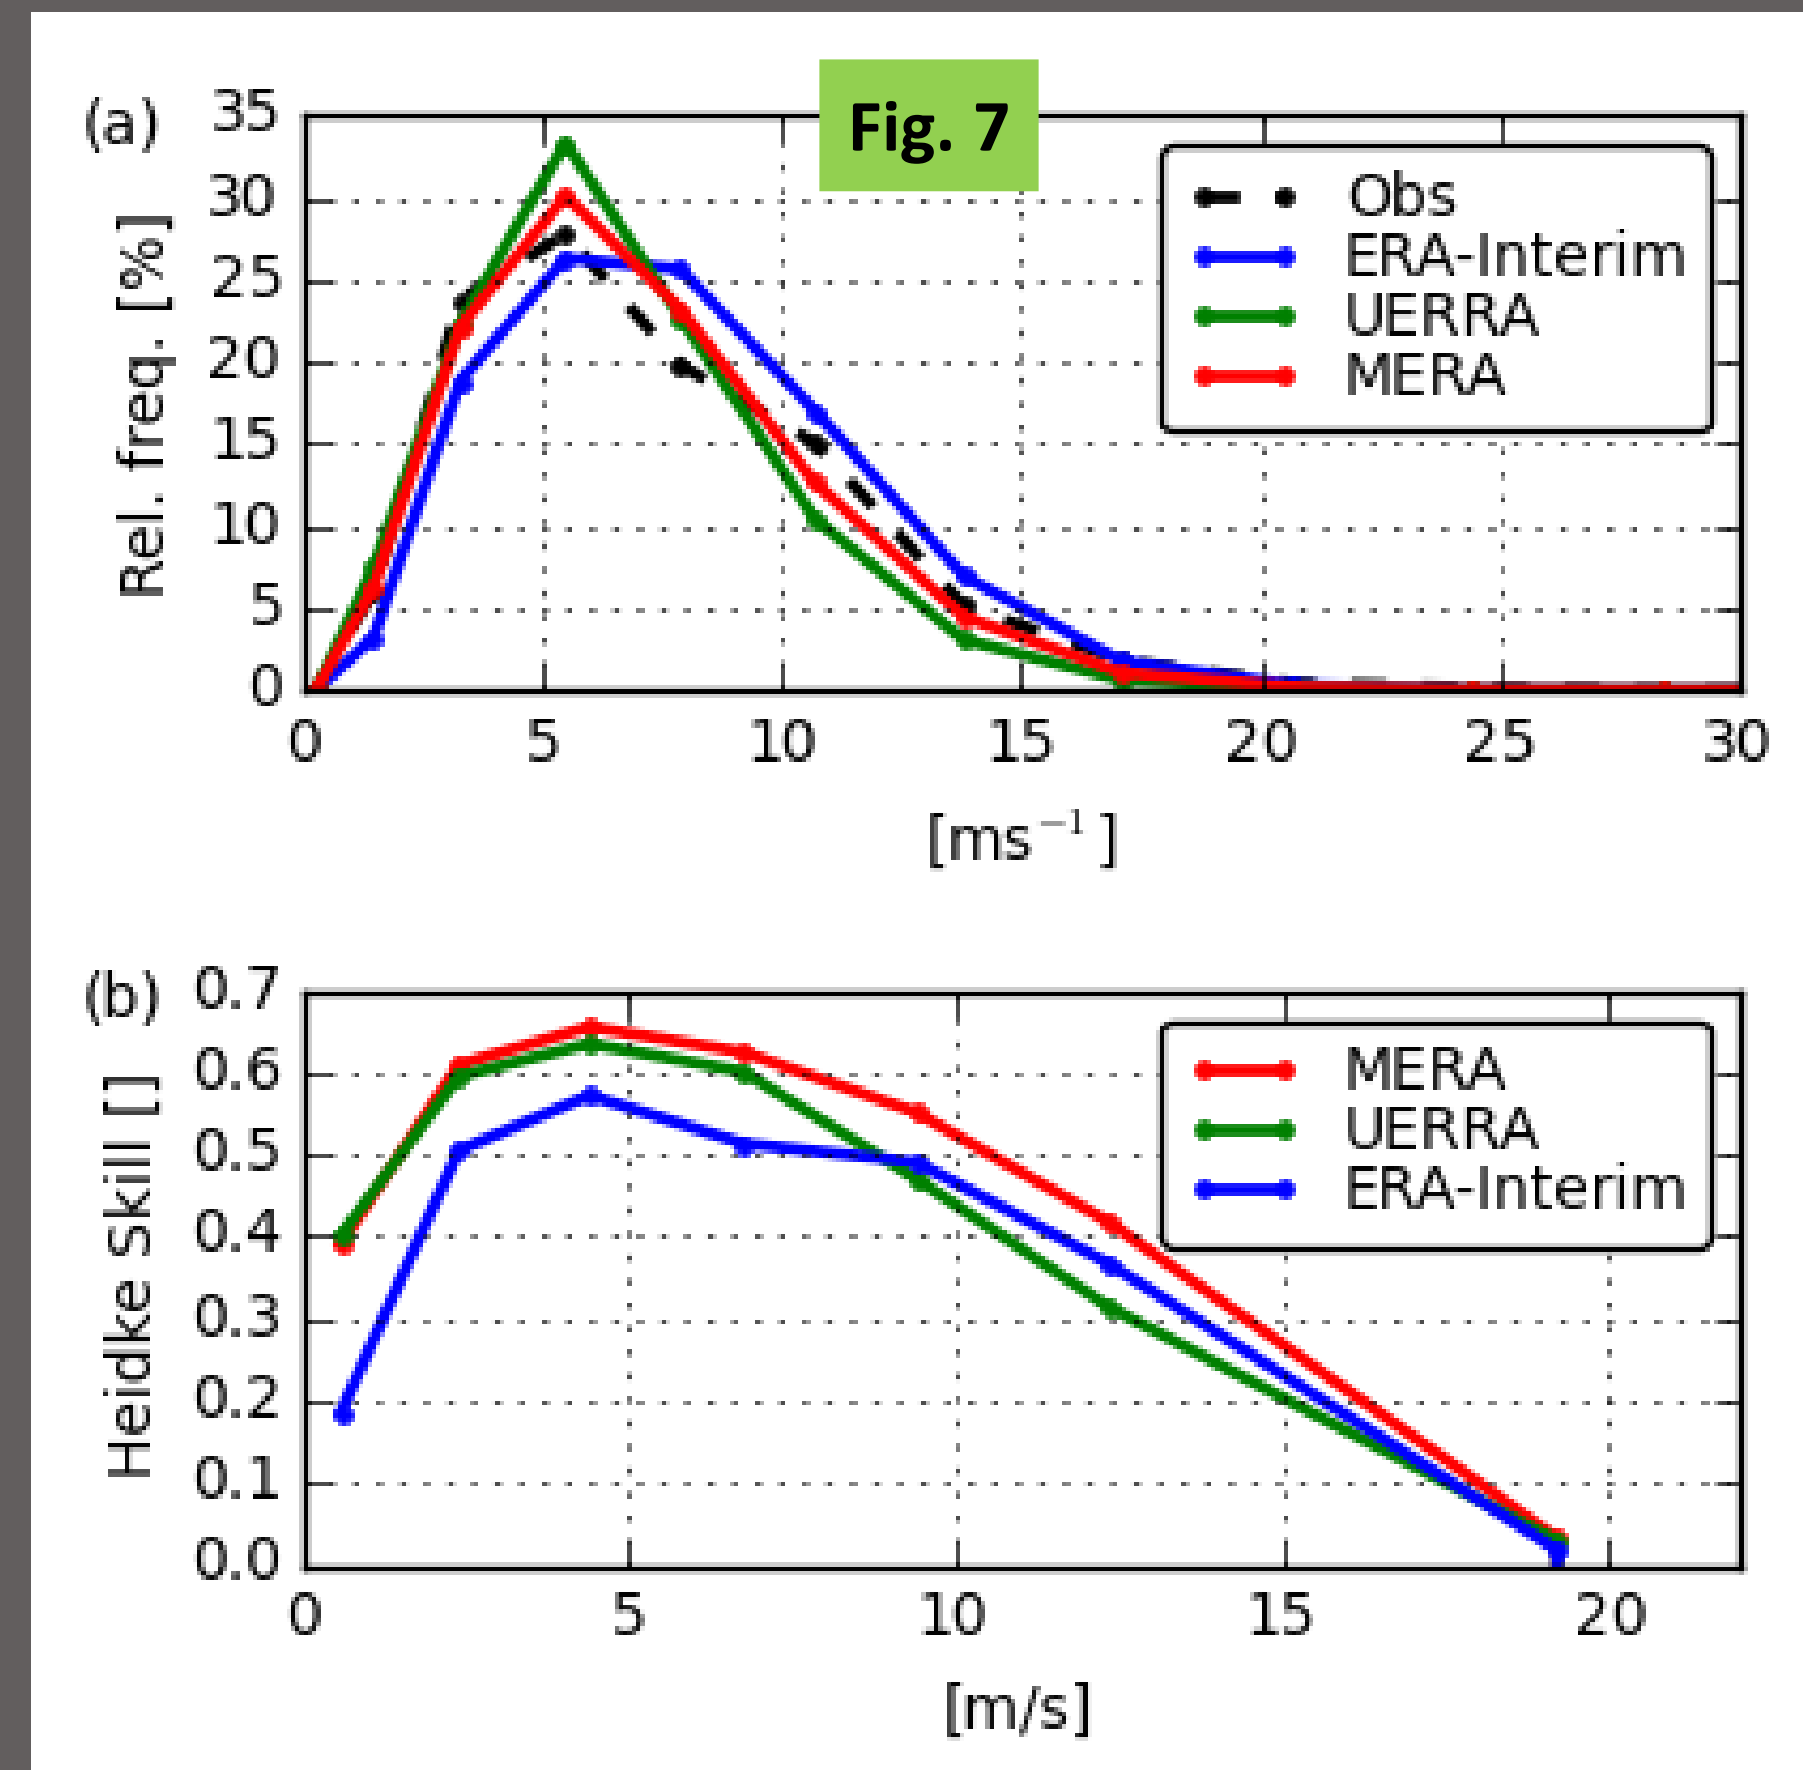 Fig. 7
(a)
Rel. freq. [%]
35
30
25
20
15
10
5
0
Obs
ERA-Interim
UERRA
MERA
0 5 10 15 20 25 30
[ms⁻¹]
(b)
Heidke Skill []
0.7
0.6
0.5
0.4
0.3
0.2
0.1
0.0
MERA
UERRA
ERA-Interim
0 5 10 15 20
[m/s]